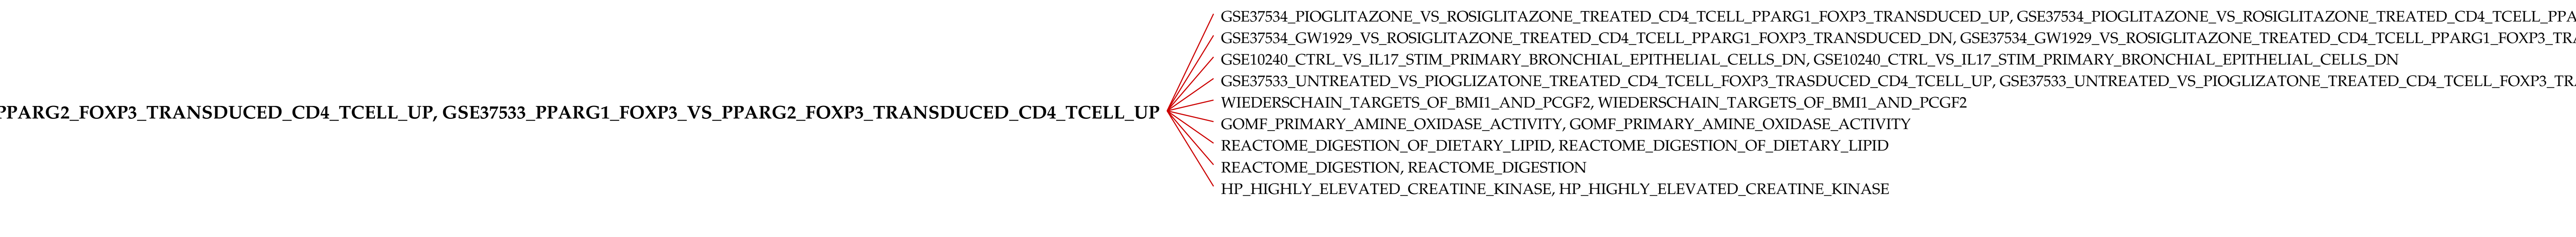 GSE37534_PIOGLITAZONE_VS_ROSIGLITAZONE_TREATED_CD4_TCELL_PPARG1_FOXP3_TRANSDUCED_UP, GSE37534_PIOGLITAZONE_VS_ROSIGLITAZONE_TREATED_CD4_TCELL_PPA
GSE37534_GW1929_VS_ROSIGLITAZONE_TREATED_CD4_TCELL_PPARG1_FOXP3_TRANSDUCED_DN, GSE37534_GW1929_VS_ROSIGLITAZONE_TREATED_CD4_TCELL_PPARG1_FOXP3_TRA
GSE10240_CTRL_VS_IL17_STIM_PRIMARY_BRONCHIAL_EPITHELIAL_CELLS_DN, GSE10240_CTRL_VS_IL17_STIM_PRIMARY_BRONCHIAL_EPITHELIAL_CELLS_DN
GSE37533_UNTREATED_VS_PIOGLIZATONE_TREATED_CD4_TCELL_FOXP3_TRASDUCED_CD4_TCELL_UP, GSE37533_UNTREATED_VS_PIOGLIZATONE_TREATED_CD4_TCELL_FOXP3_TRA
WIEDERSCHAIN_TARGETS_OF_BMI1_AND_PCGF2, WIEDERSCHAIN_TARGETS_OF_BMI1_AND_PCGF2
PPARG2_FOXP3_TRANSDUCED_CD4_TCELL_UP, GSE37533_PPARG1_FOXP3_VS_PPARG2_FOXP3_TRANSDUCED_CD4_TCELL_UP
GOMF_PRIMARY_AMINE_OXIDASE_ACTIVITY, GOMF_PRIMARY_AMINE_OXIDASE_ACTIVITY
REACTOME_DIGESTION_OF_DIETARY_LIPID, REACTOME_DIGESTION_OF_DIETARY_LIPID
REACTOME_DIGESTION, REACTOME_DIGESTION
HP_HIGHLY_ELEVATED_CREATINE_KINASE, HP_HIGHLY_ELEVATED_CREATINE_KINASE